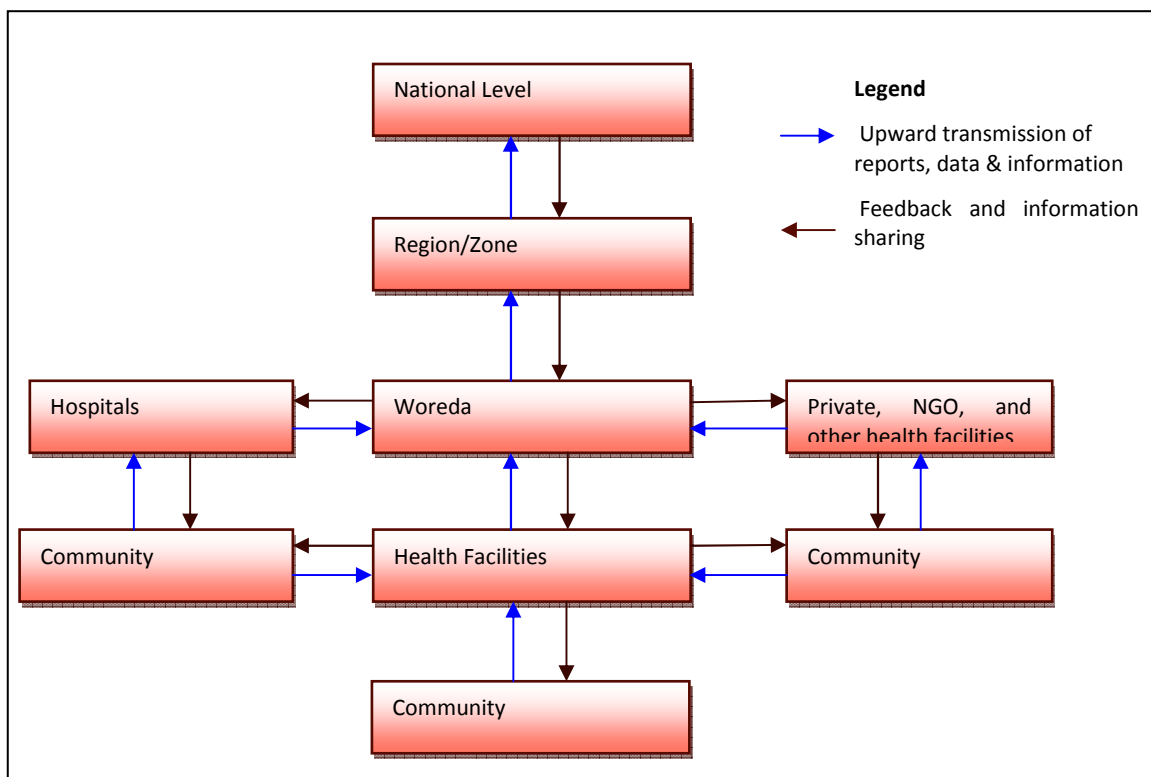 National Level
Legend
Upward transmission of
reports, data & information
Region/Zone
Feedback and information
sharing
Hospitals
Woreda
Private, NGO, and
other health facilities
Community
Health Facilities
Community
Community